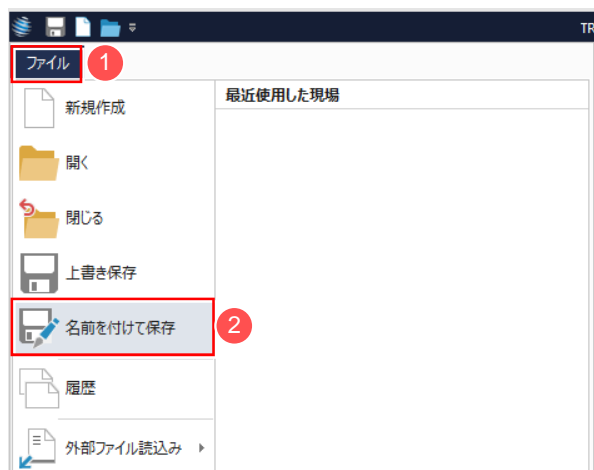 TR
ファイル
1
新規作成
最近使用した現場
開く
閉じる
上書き保存
名前を付けて保存
2
履歴
外部ファイル読込み